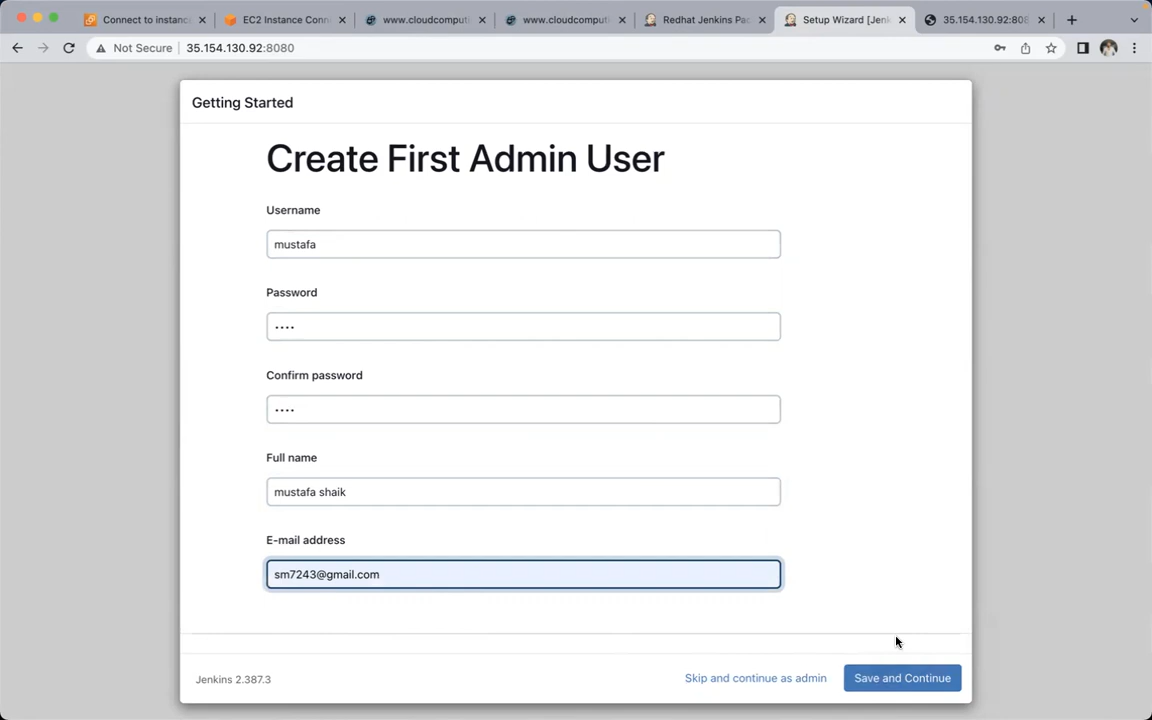 Connect to instanc
EC2 Instance Conn
www.cloudcomputi
www.cloudcomputi
Redhat Jenkins Pac
Setup Wizard [Jenk
35.154.130.92:808
Not Secure
35.154.130.92:8080
Getting Started
Create First Admin User
Username
mustafa
Password
····
Confirm password
····
Full name
mustafa shaik
E-mail address
sm7243@gmail.com
Jenkins 2.387.3
Skip and continue as admin
Save and Continue